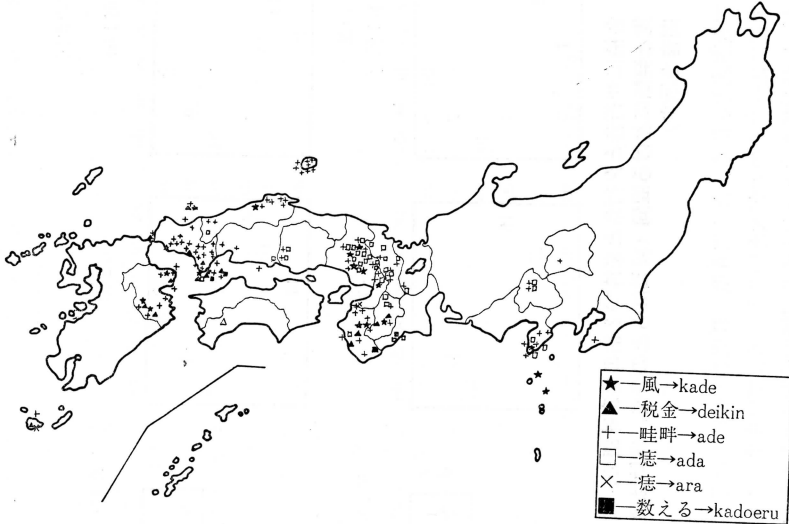 ★—風→kade
▲—税金→deikin
+—畦畔→ade
□—痣→ada
×—痣→ara
■—数える→kadoeru